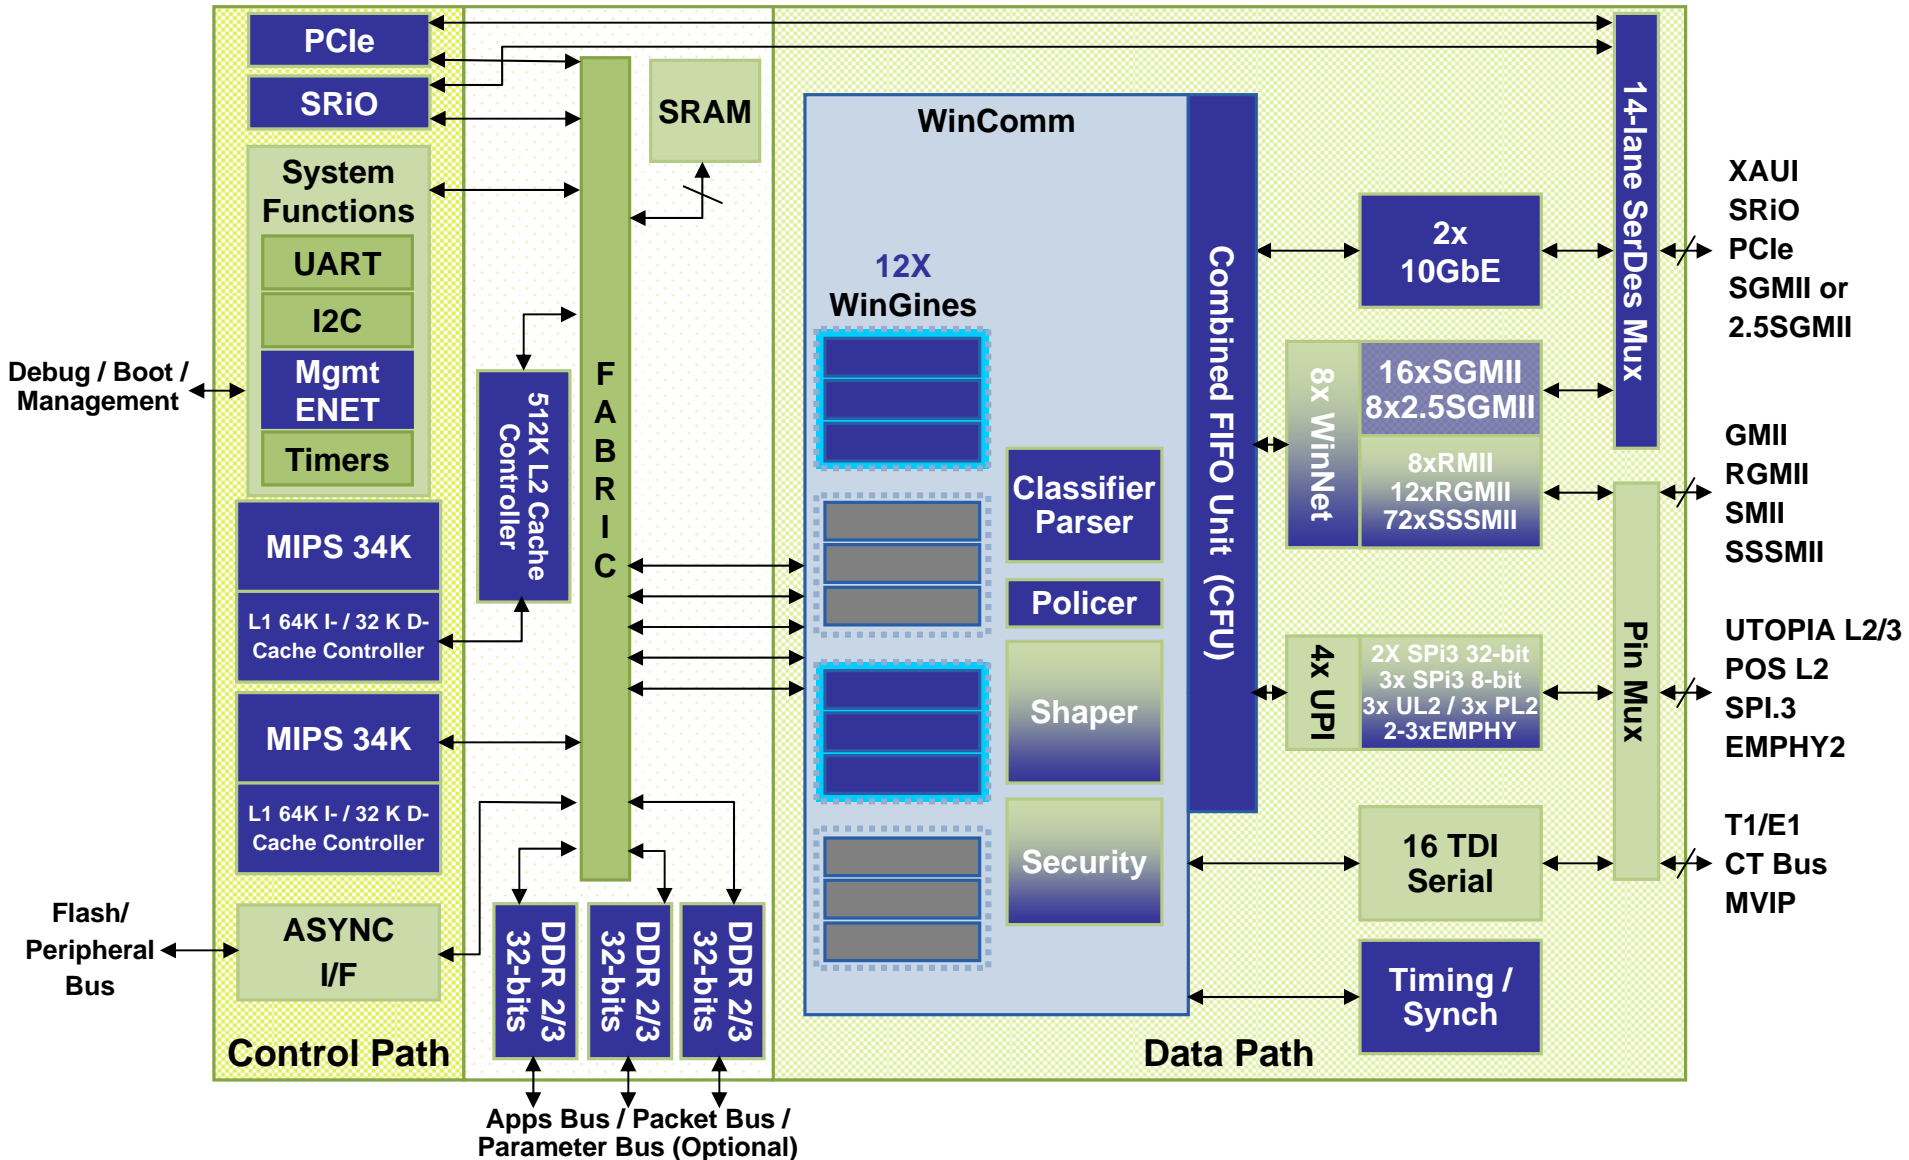 PCIe
SRiO
System
Functions
UART
I2C
Mgmt
ENET
Timers
MIPS 34K
L1 64K I- / 32 K D-
Cache Controller
MIPS 34K
L1 64K I- / 32 K D-
Cache Controller
ASYNC
I/F
Control Path
Debug / Boot /
Management
Flash/
Peripheral
Bus
512K L2 Cache
Controller
FABRIC
SRAM
DDR 2/3
32-bits
DDR 2/3
32-bits
DDR 2/3
32-bits
Apps Bus / Packet Bus /
Parameter Bus (Optional)
WinComm
12X
WinGines
Classifier
Parser
Policer
Shaper
Security
Combined FIFO Unit (CFU)
2x
10GbE
8x WinNet
16xSGMII
8x2.5SGMII
8xRMII
12xRGMII
72xSSSMII
4x UPI
2X SPi3 32-bit
3x SPi3 8-bit
3x UL2 / 3x PL2
2-3xEMPHY
16 TDI
Serial
Timing /
Synch
Data Path
14-lane SerDes Mux
Pin Mux
XAUI
SRiO
PCIe
SGMII or
2.5SGMII
GMII
RGMII
SMII
SSSMII
UTOPIA L2/3
POS L2
SPI.3
EMPHY2
T1/E1
CT Bus
MVIP